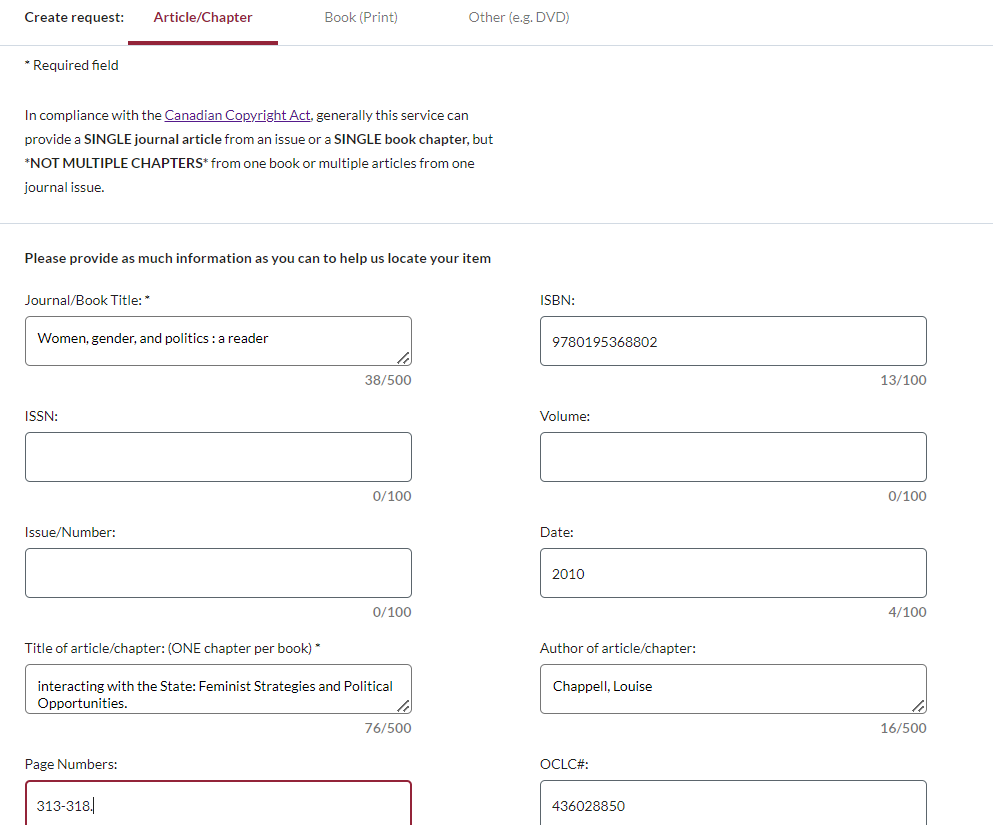 Create request: Article/Chapter Book (Print) Other (e.g. DVD)
* Required field
In compliance with the Canadian Copyright Act, generally this service can
provide a SINGLE journal article from an issue or a SINGLE book chapter, but
*NOT MULTIPLE CHAPTERS* from one book or multiple articles from one
journal issue.
Please provide as much information as you can to help us locate your item
Journal/Book Title: *
Women, gender, and politics : a reader
38/500
ISBN:
9780195368802
13/100
ISSN:
0/100
Volume:
0/100
Issue/Number:
0/100
Date:
2010
4/100
Title of article/chapter: (ONE chapter per book) *
interacting with the State: Feminist Strategies and Political
Opportunities.
76/500
Author of article/chapter:
Chappell, Louise
16/500
Page Numbers:
313-318.
OCLC#:
436028850